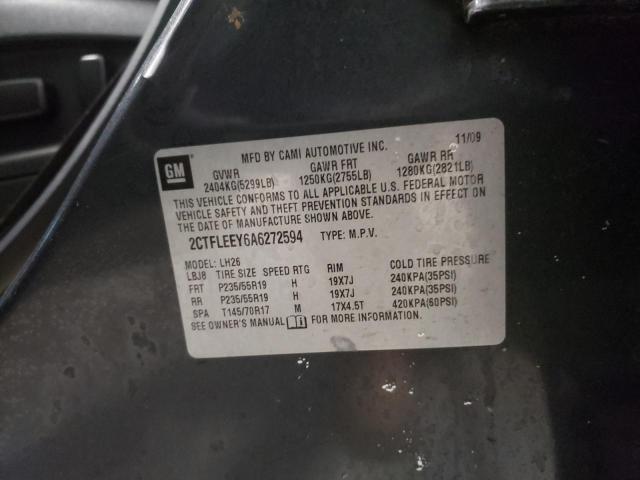 GM
MFD BY CAMI AUTOMOTIVE INC. 11/09
GVWR GAWR FRT GAWR RR
2404KG(5299LB) 1250KG(2755LB) 1280KG(2821LB)
THIS VEHICLE CONFORMS TO ALL APPLICABLE U.S. FEDERAL MOTOR
VEHICLE SAFETY AND THEFT PREVENTION STANDARDS IN EFFECT ON
THE DATE OF MANUFACTURE SHOWN ABOVE.
2CTFLEEY6A6272594 TYPE: M.P.V.
MODEL: LH26
LBJ8 TIRE SIZE SPEED RTG RIM COLD TIRE PRESSURE
FRT P235/55R19 H 19X7J 240KPA(35PSI)
RR P235/55R19 H 19X7J 240KPA(35PSI)
SPA T145/70R17 M 17X4.5T 420KPA(60PSI)
SEE OWNER'S MANUAL FOR MORE INFORMATION.